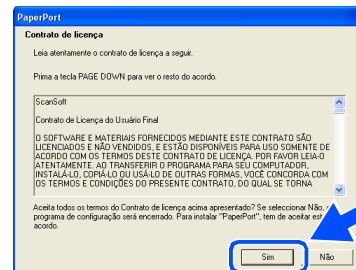 PaperPort
Contrato de licença
Leia atentamente o contrato de licença a seguir.
Prima a tecla PAGE DOWN para ver o resto do acordo.
ScanSoft
Contrato de Licença do Usuário Final
O SOFTWARE E MATERIAIS FORNECIDOS MEDIANTE ESTE CONTRATO SÃO
LICENCIADOS E NÃO VENDIDOS, E ESTÃO DISPONÍVEIS PARA USO SOMENTE DE
ACORDO COM OS TERMOS DESTE CONTRATO DE LICENÇA. POR FAVOR LEIA-O
ATENTAMENTE. AO TRANSFERIR O PROGRAMA PARA SEU COMPUTADOR,
INSTALÁ-LO, COPIÁ-LO OU USÁ-LO DE OUTRAS FORMAS, VOCÊ CONCORDA COM
OS TERMOS E CONDIÇÕES DO PRESENTE CONTRATO, DO QUAL SE TORNA
Aceita todos os termos do Contrato de licença acima apresentado? Se seleccionar Não,
programa de configuração será encerrado. Para instalar "PaperPort", tem de aceitar
acordo.
Sim
Não